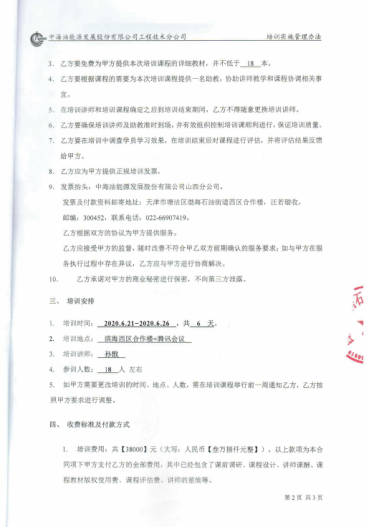 中海油能源发展股份有限公司工程技术分公司 培训实施管理办法
3. 乙方要免费为甲方提供本次培训课程的详细教材，并不低于 18 本。
4. 乙方要根据课程的需要为本次培训课程提供一名助教，协助讲师教学和课程协调相关事
宜。
5. 在培训讲师和培训课程确定之后到培训结束期间，乙方不得随意更换培训讲师。
6. 乙方要确保培训讲师及助教准时到场，并有效组织控制培训课顺利进行，保证培训质量。
7. 乙方要在培训中调查学员学习效果，在培训结束后对课程进行评估，并将评估结果反馈
给甲方。
8. 乙方应为甲方提供正规培训发票。
9. 发票抬头：中海油能源发展股份有限公司山西分公司。
发票及付款资料邮寄地址：天津市塘沽区渤海石油街道西区合作楼，汪若聪收，
邮编：300452，联系电话：022-66907419。
乙方根据双方的协议为甲方提供服务。
乙方应接受甲方的监督，随时改善不符合甲乙双方前期确认的服务要求；如与甲方在服
务执行过程中存在异议，乙方应与甲方进行协商解决。
10. 乙方承诺对甲方的商业秘密进行保密，不向第三方泄露。
三、 培训安排
1. 培训时间： 2020.6.21-2020.6.26 ，共 6 天。
2. 培训地点： 滨海西区合作楼+腾讯会议
3. 培训讲师： 孙戬
4. 参训人数： 18 人 左右
5. 如甲方需要更改培训的时间、地点、人数，需在培训课程举行前一周通知乙方，乙方按
照甲方要求进行调整。
四、 收费标准及付款方式
1. 培训费用：共【38000】元（大写：人民币【叁万捌仟元整】）。以上款项为本合
同项下甲方支付乙方的全部费用，其中已经包含了课前调研、课程设计、讲师课酬、课
程教材版权使用费、课程评估费、讲师的差旅等。
第 2 页 共 3 页